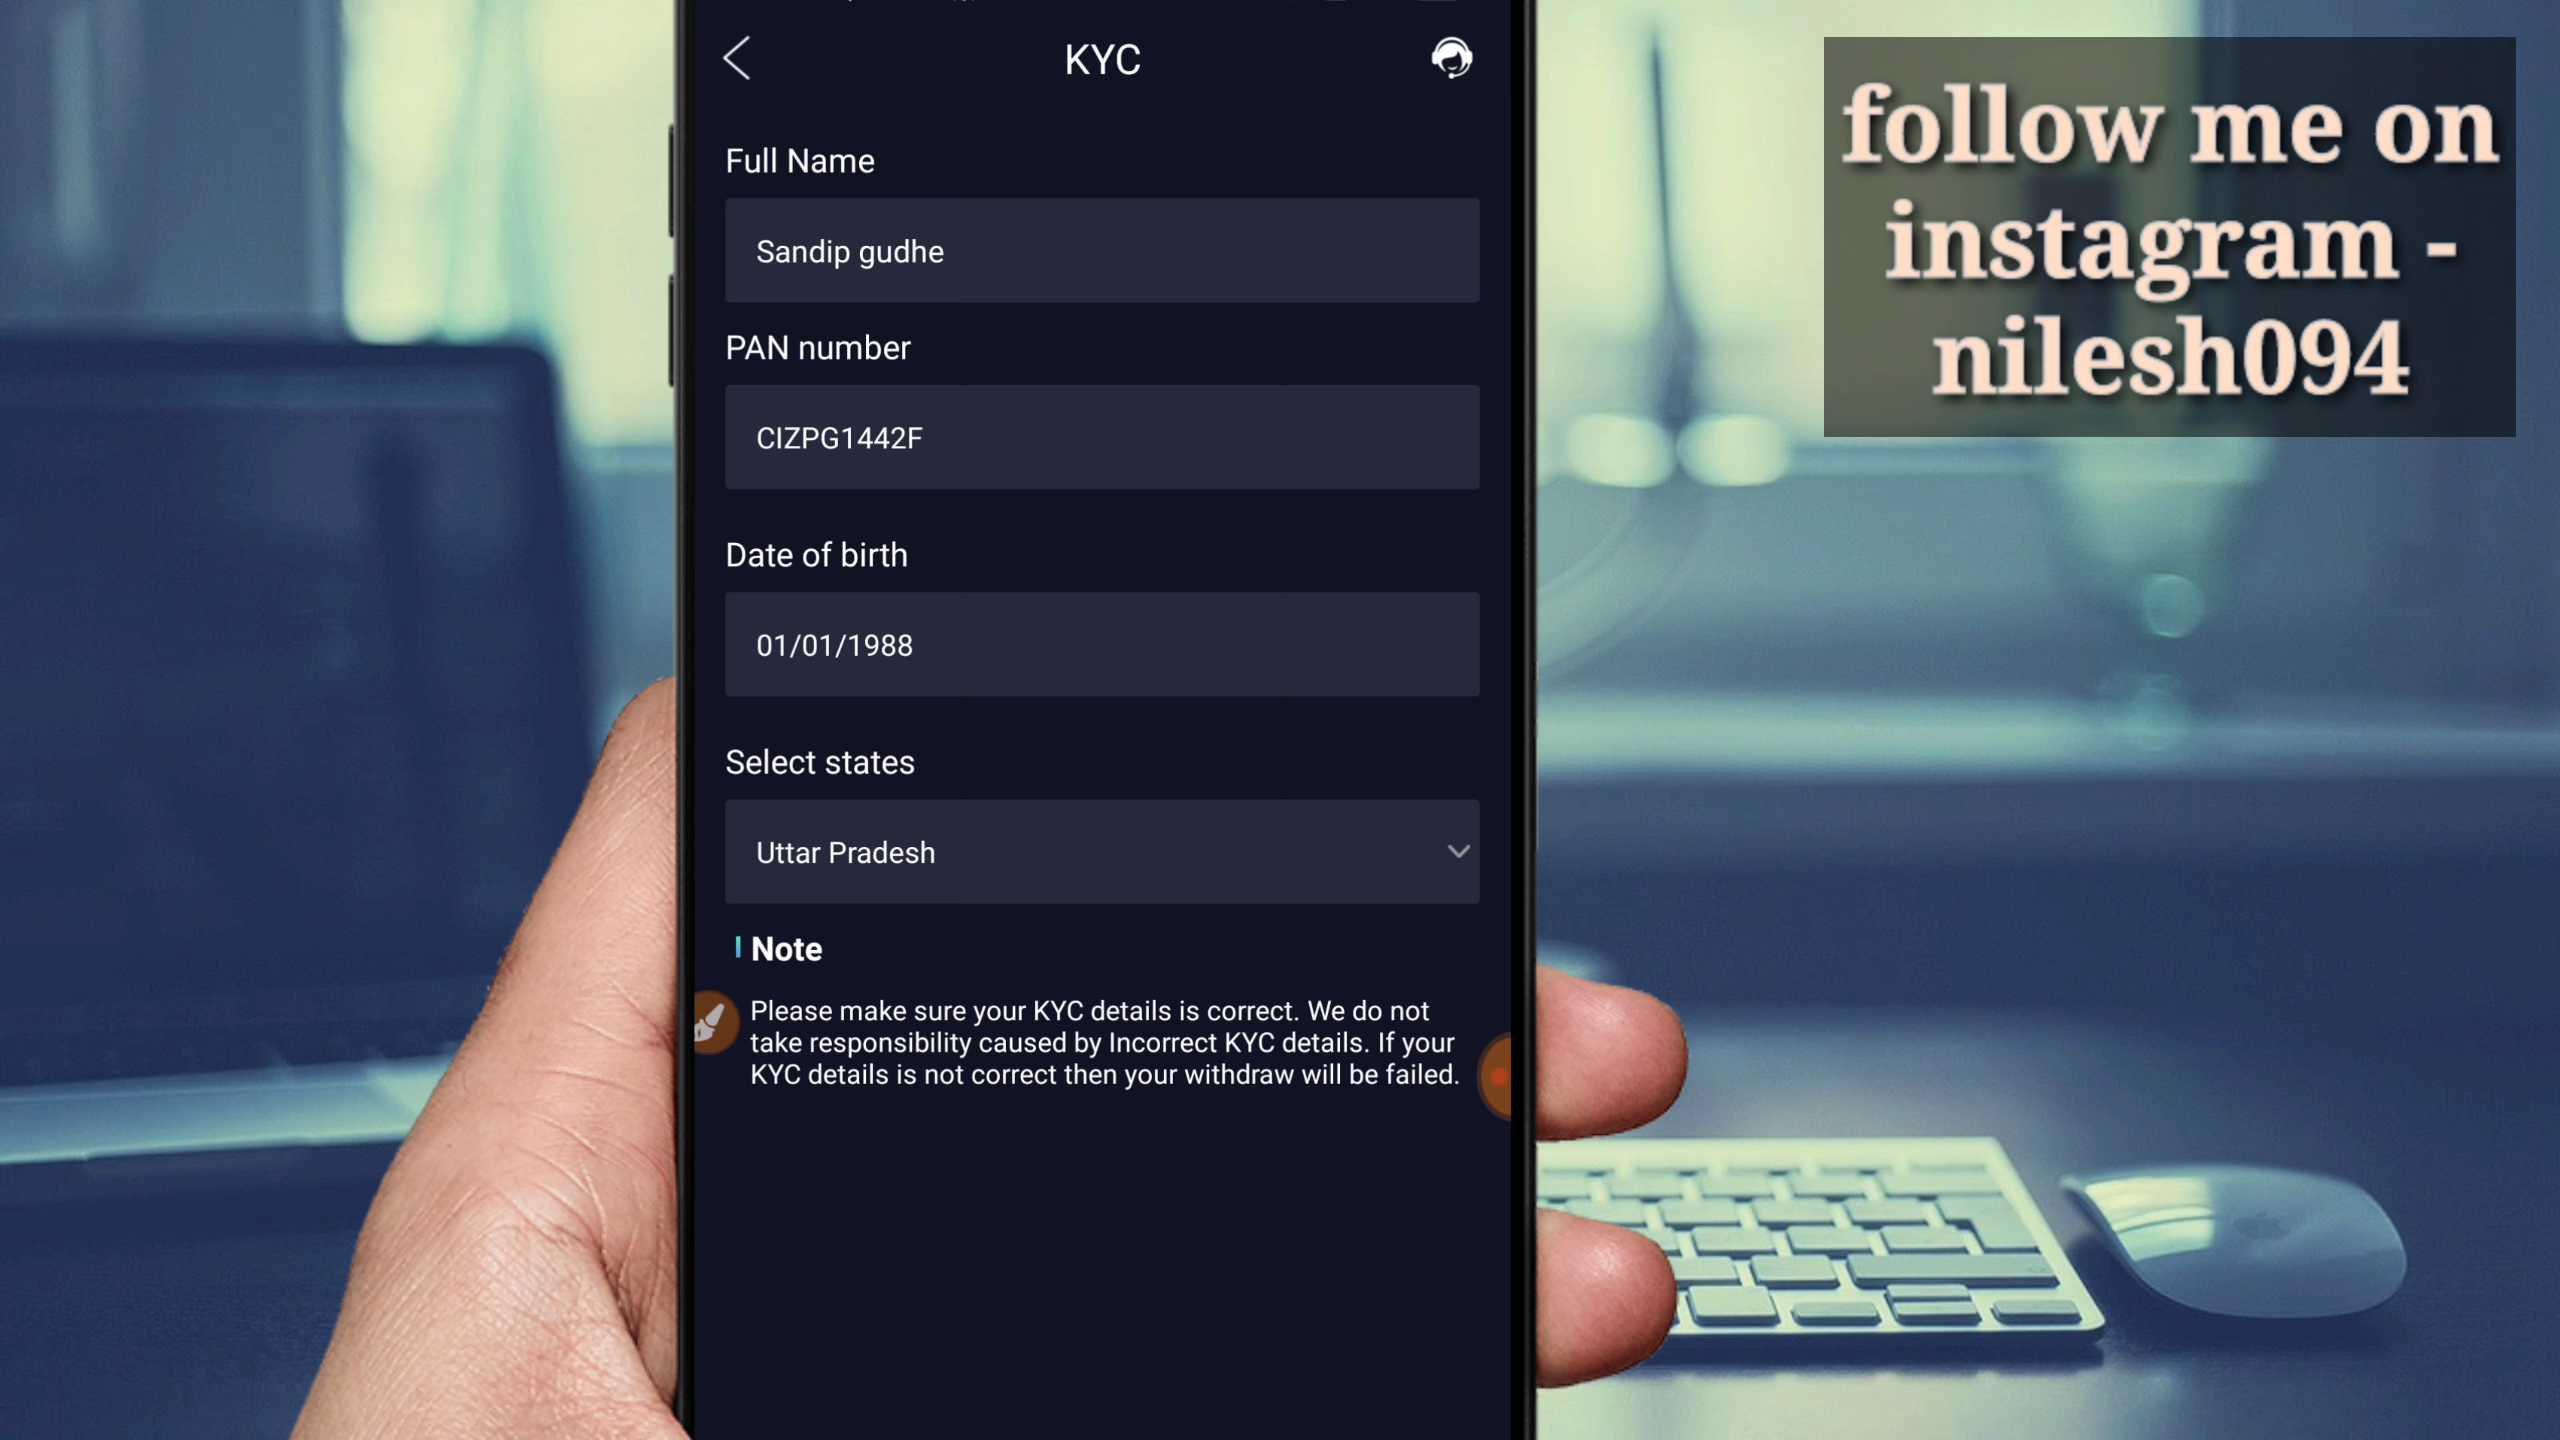 KYC
Full Name
Sandip gudhe
PAN number
CIZPG1442F
Date of birth
01/01/1988
Select states
Uttar Pradesh
Note
Please make sure your KYC details is correct. We do not
take responsibility caused by Incorrect KYC details. If your
KYC details is not correct then your withdraw will be failed.
follow me on
instagram -
nilesh094